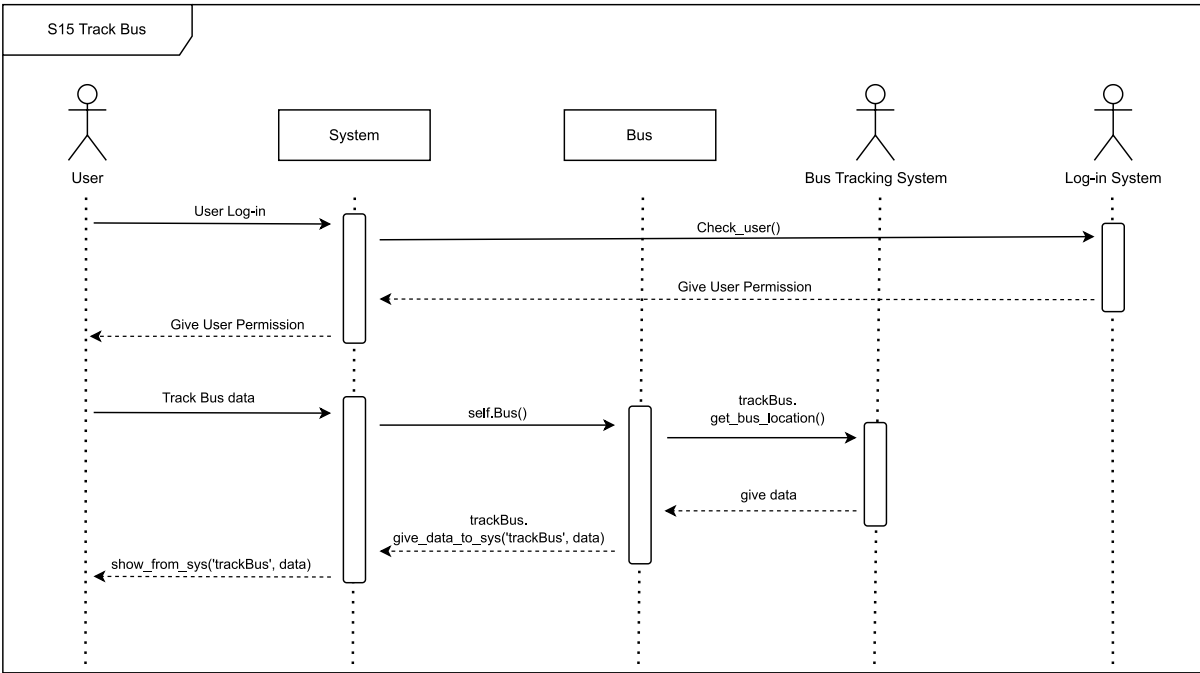 S15 Track Bus
User
System
Bus
Bus Tracking System
Log-in System
User Log-in
Check_user()
Give User Permission
Give User Permission
Track Bus data
self.Bus()
trackBus.
get_bus_location()
give data
trackBus.
give_data_to_sys('trackBus', data)
show_from_sys('trackBus', data)